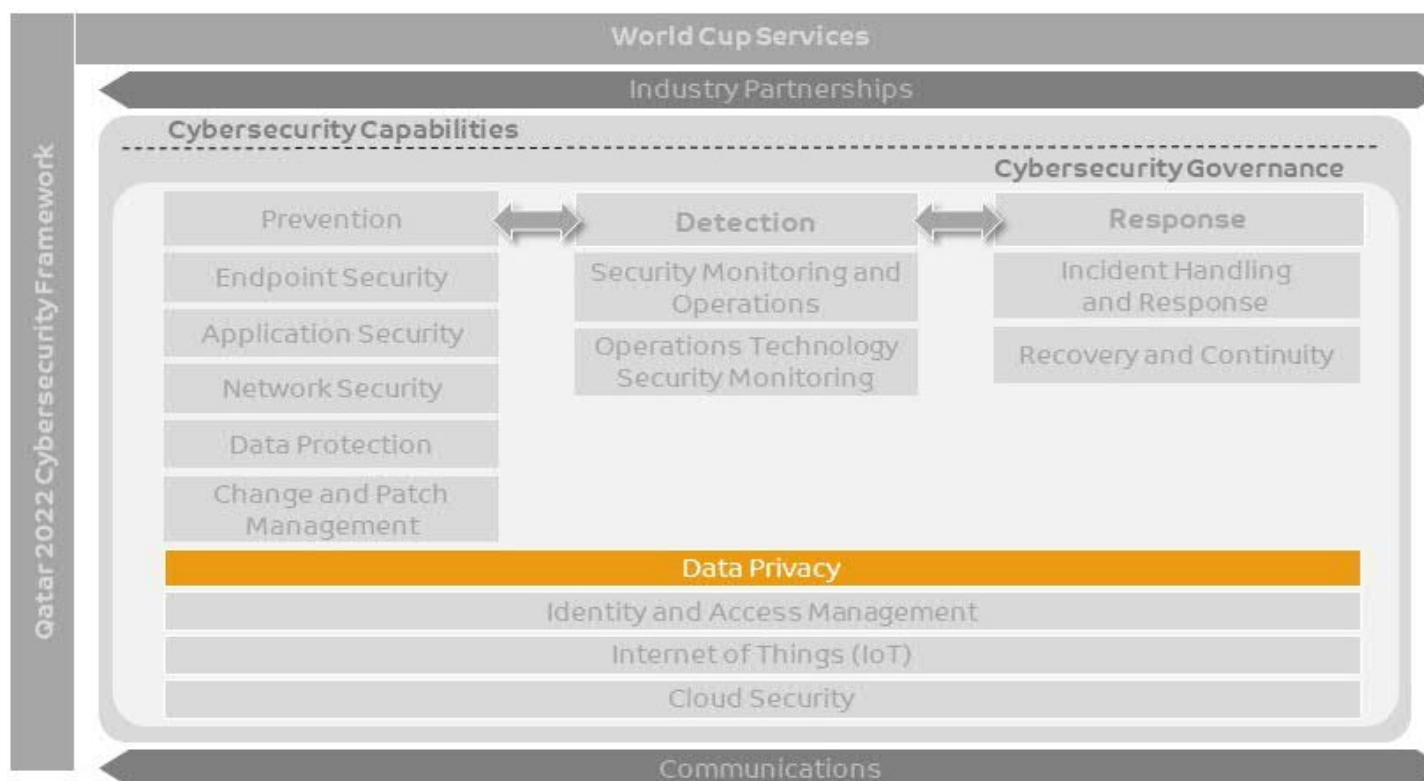 World Cup Services
Industry Partnerships
Qatar 2022 Cybersecurity Framework
Cybersecurity Capabilities
Cybersecurity Governance
Prevention
Detection
Response
Endpoint Security
Application Security
Network Security
Data Protection
Change and Patch
Management
Security Monitoring and
Operations
Operations Technology
Security Monitoring
Incident Handling
and Response
Recovery and Continuity
Data Privacy
Identity and Access Management
Internet of Things (IoT)
Cloud Security
Communications